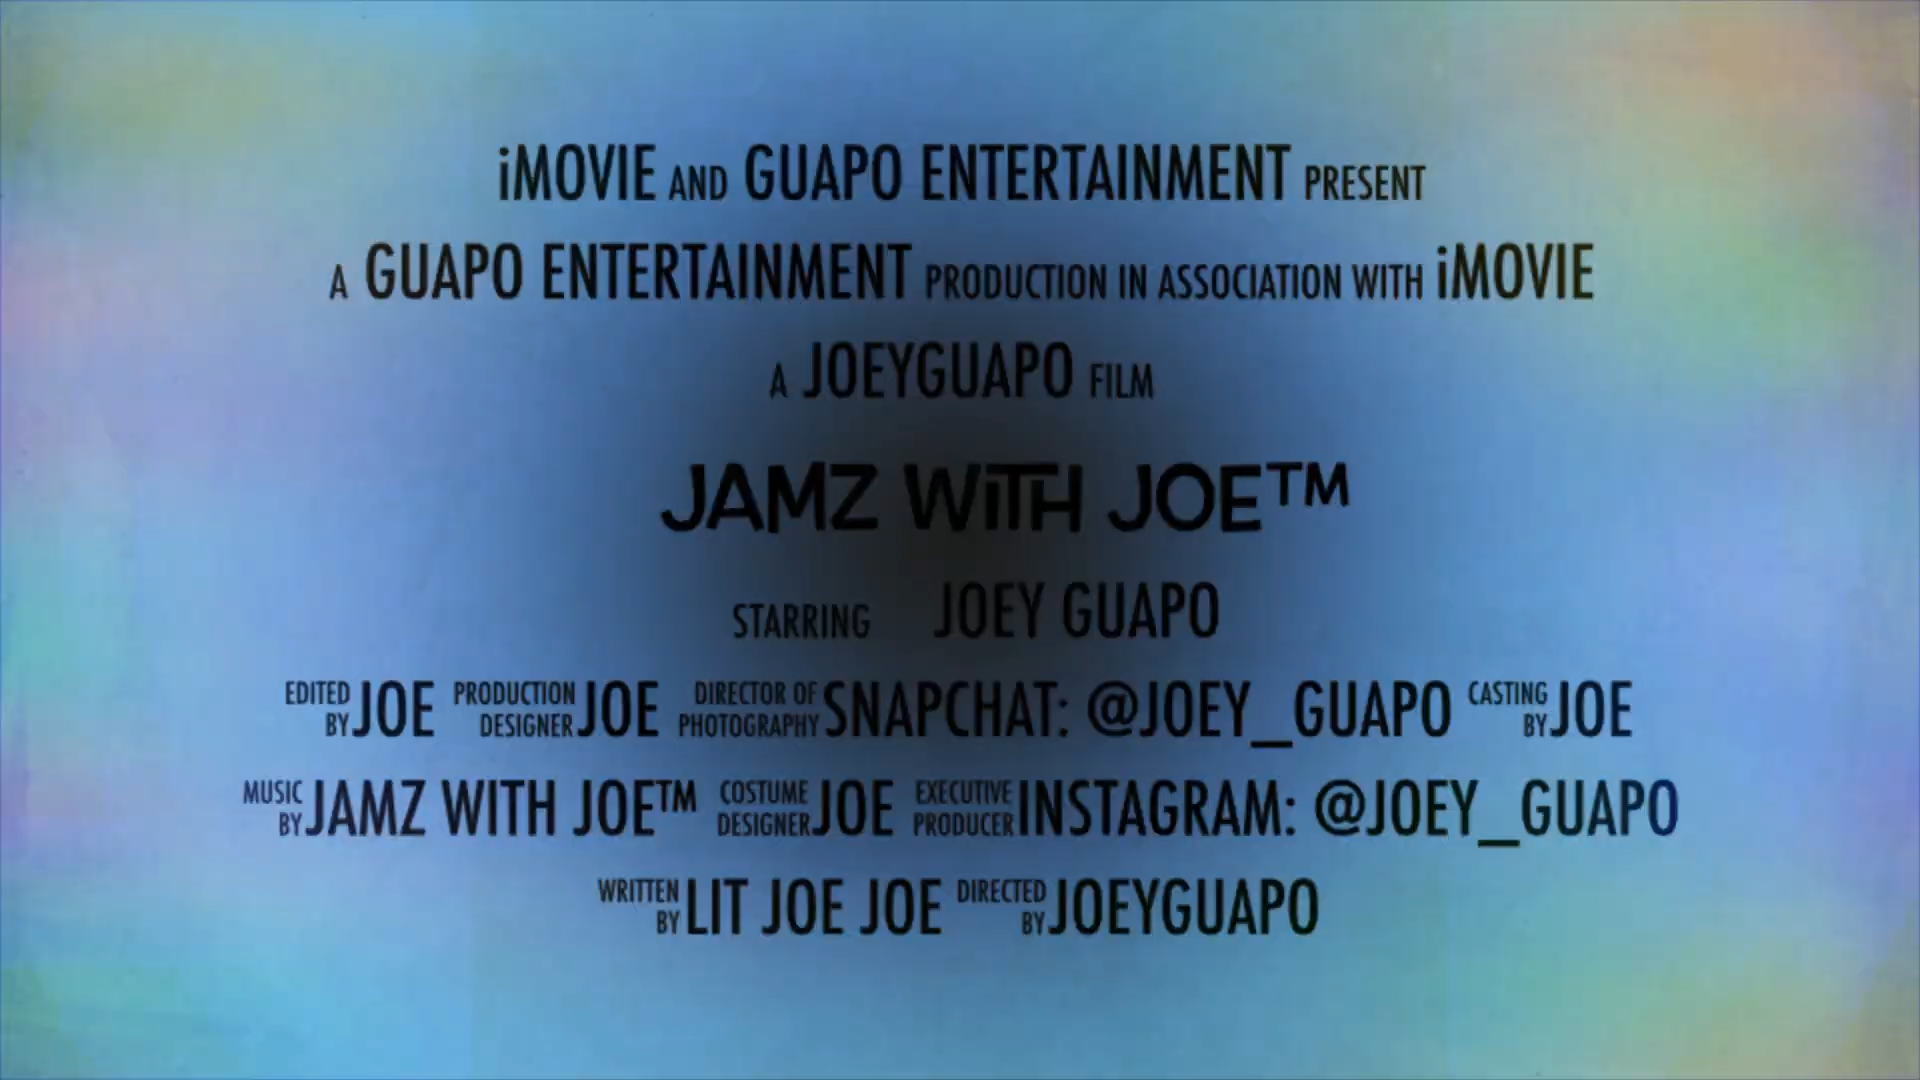 iMOVIE AND GUAPO ENTERTAINMENT PRESENT
A GUAPO ENTERTAINMENT PRODUCTION IN ASSOCIATION WITH iMOVIE
A JOEYGUAPO FILM
JAMZ WiTH JOE™
STARRING JOEY GUAPO
EDITED BY JOE PRODUCTION DESIGNER JOE DIRECTOR OF PHOTOGRAPHY SNAPCHAT: @JOEY_GUAPO CASTING BY JOE
MUSIC BY JAMZ WITH JOE™ COSTUME DESIGNER JOE EXECUTIVE PRODUCER INSTAGRAM: @JOEY_GUAPO
WRITTEN BY LIT JOE JOE DIRECTED BY JOEYGUAPO